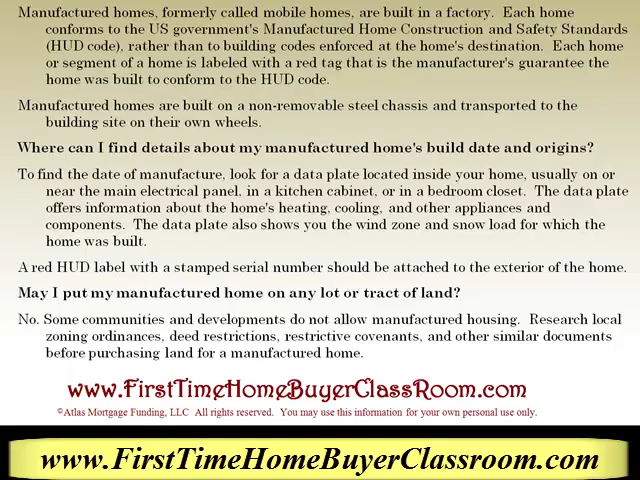 Manufactured homes, formerly called mobile homes, are built in a factory. Each home
conforms to the US government's Manufactured Home Construction and Safety Standards
(HUD code), rather than to building codes enforced at the home's destination. Each home
or segment of a home is labeled with a red tag that is the manufacturer's guarantee the
home was built to conform to the HUD code.
Manufactured homes are built on a non-removable steel chassis and transported to the
building site on their own wheels.
Where can I find details about my manufactured home's build date and origins?
To find the date of manufacture, look for a data plate located inside your home, usually on or
near the main electrical panel, in a kitchen cabinet, or in a bedroom closet. The data plate
offers information about the home's heating, cooling, and other appliances and
components. The data plate also shows you the wind zone and snow load for which the
home was built.
A red HUD label with a stamped serial number should be attached to the exterior of the home.
May I put my manufactured home on any lot or tract of land?
No. Some communities and developments do not allow manufactured housing. Research local
zoning ordinances, deed restrictions, restrictive covenants, and other similar documents
before purchasing land for a manufactured home.
www.FirstTimeHomeBuyerClassRoom.com
©Atlas Mortgage Funding, LLC All rights reserved. You may use this information for your own personal use only.
www.FirstTimeHomeBuyerClassroom.com